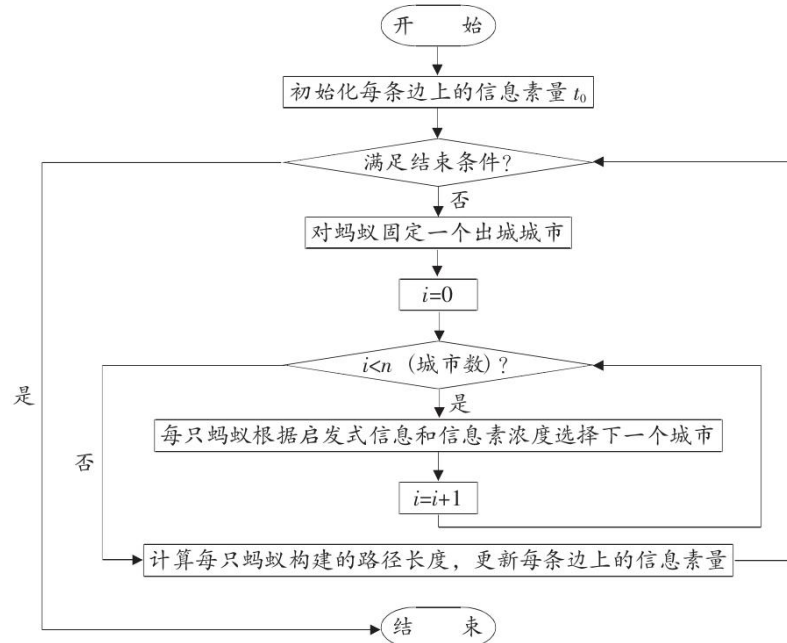 开 始
初始化每条边上的信息素量 t₀
满足结束条件？
否
对蚂蚁固定一个出城城市
i=0
i<n（城市数）？
是
是
每只蚂蚁根据启发式信息和信息素浓度选择下一个城市
否
i=i+1
计算每只蚂蚁构建的路径长度，更新每条边上的信息素量
结 束